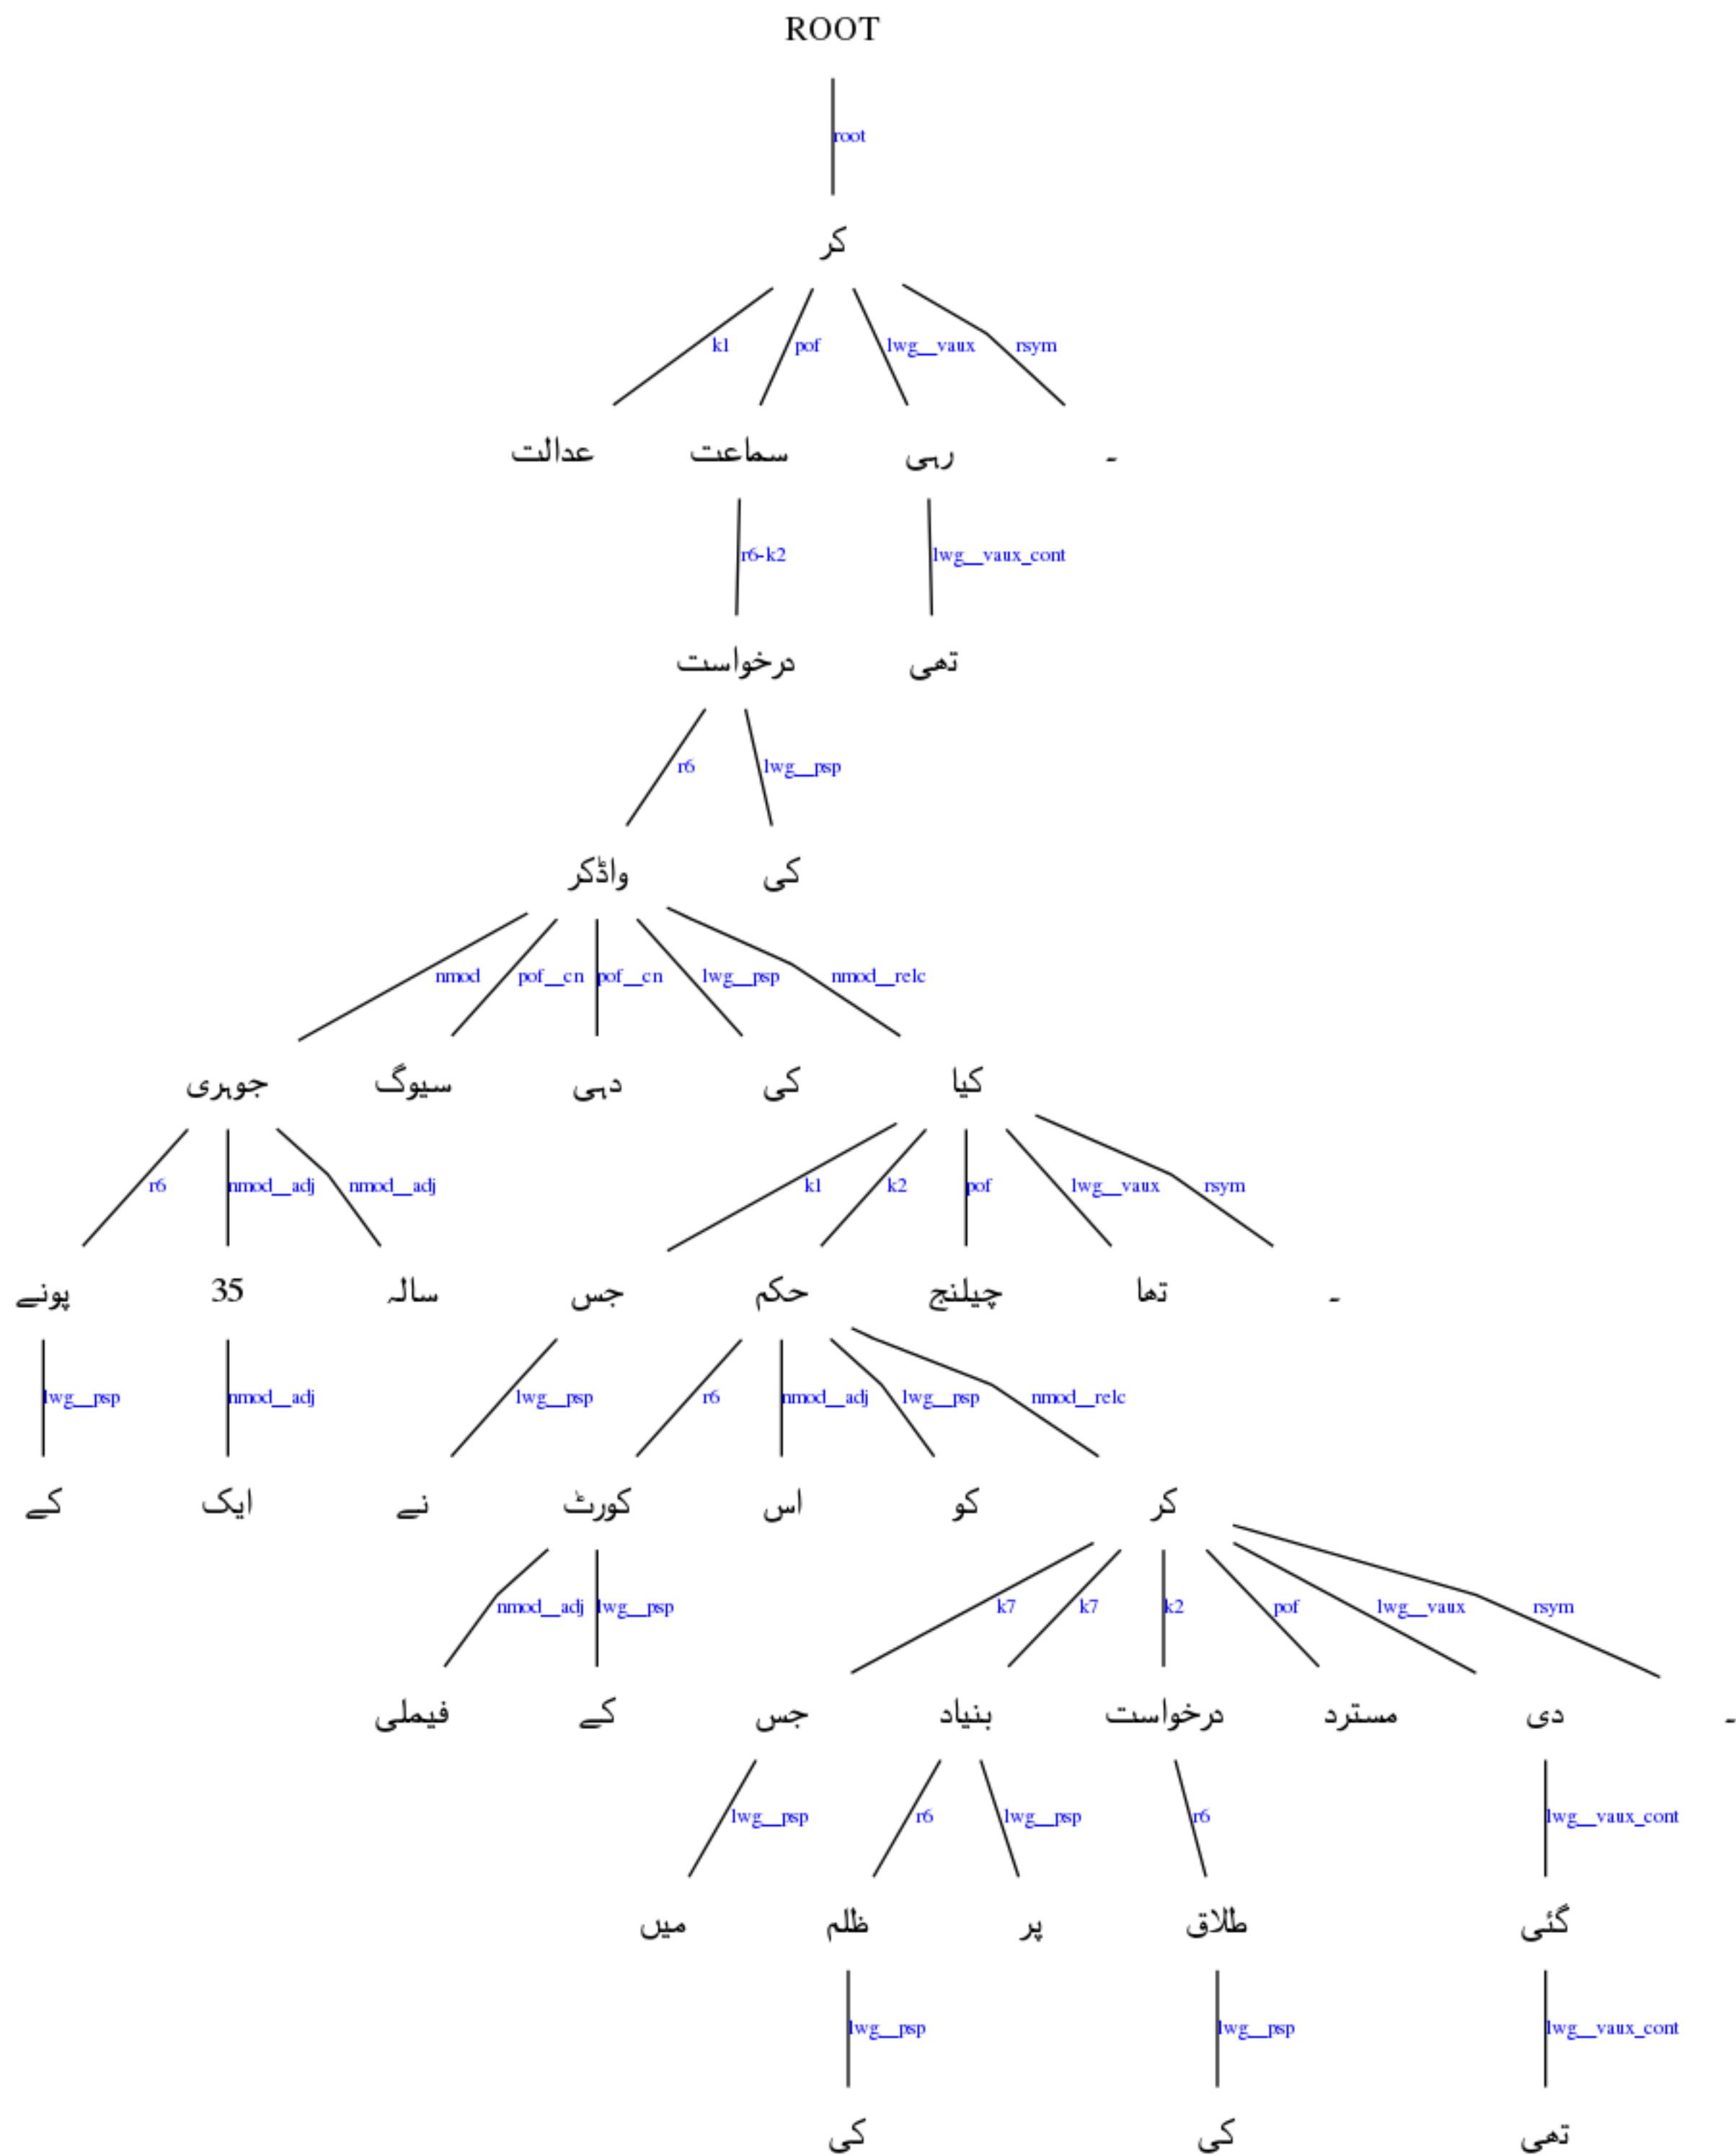 ROOT
root
کر
k1 pof lwg__vaux rsym
عدالت سماعت رہی ۔
r6-k2 lwg__vaux_cont
درخواست تھی
r6 lwg__psp
واڈکر کی
nmod pof__cn pof__cn lwg__psp nmod__relc
جوہری سیوگ دہی کی کیا
r6 nmod__adj nmod__adj k1 k2 pof lwg__vaux rsym
پونے 35 سالہ جس حکم چیلنج تھا ۔
lwg__psp nmod__adj lwg__psp r6 nmod__adj lwg__psp nmod__relc
کے ایک نے کورٹ اس کو کر
nmod__adj lwg__psp k7 k7 k2 pof lwg__vaux rsym
فیملی کے جس بنیاد درخواست مسترد دی ۔
lwg__psp r6 lwg__psp r6 lwg__vaux_cont
میں ظلم پر طلاق گئی
lwg__psp lwg__psp lwg__vaux_cont
کی کی تھی